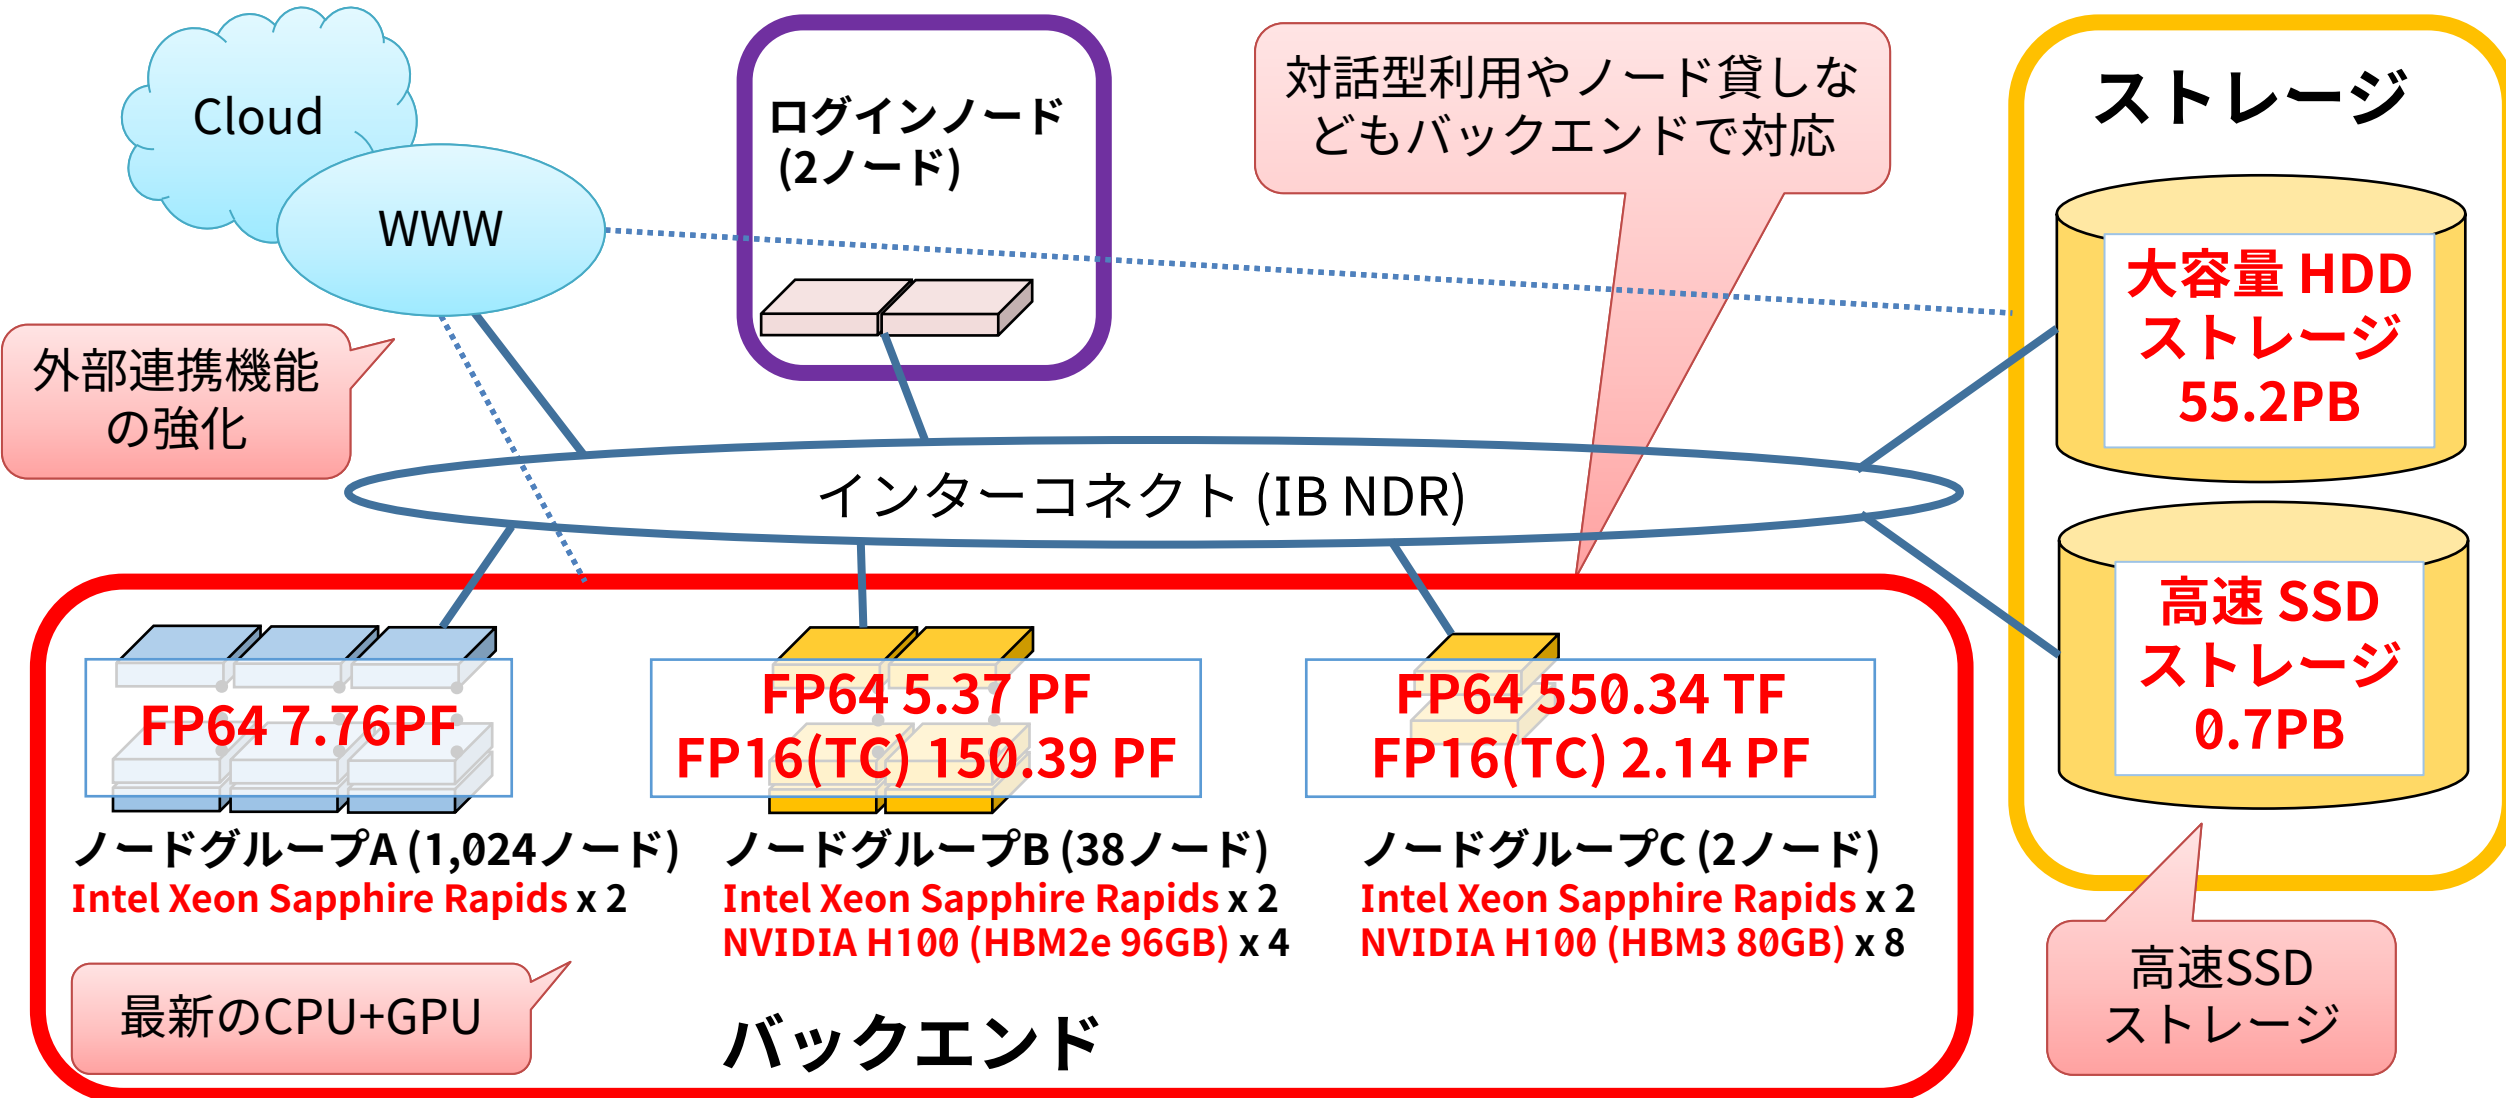 Cloud
WWW
外部連携機能
の強化
ログインノード
(2ノード)
対話型利用やノード貸しな
どもバックエンドで対応
ストレージ
大容量 HDD
ストレージ
55.2PB
高速 SSD
ストレージ
0.7PB
高速SSD
ストレージ
インターコネクト (IB NDR)
FP64 7.76PF
ノードグループA (1,024ノード)
Intel Xeon Sapphire Rapids x 2
FP64 5.37 PF
FP16(TC) 150.39 PF
ノードグループB (38ノード)
Intel Xeon Sapphire Rapids x 2
NVIDIA H100 (HBM2e 96GB) x 4
FP64 550.34 TF
FP16(TC) 2.14 PF
ノードグループC (2ノード)
Intel Xeon Sapphire Rapids x 2
NVIDIA H100 (HBM3 80GB) x 8
最新のCPU+GPU
バックエンド